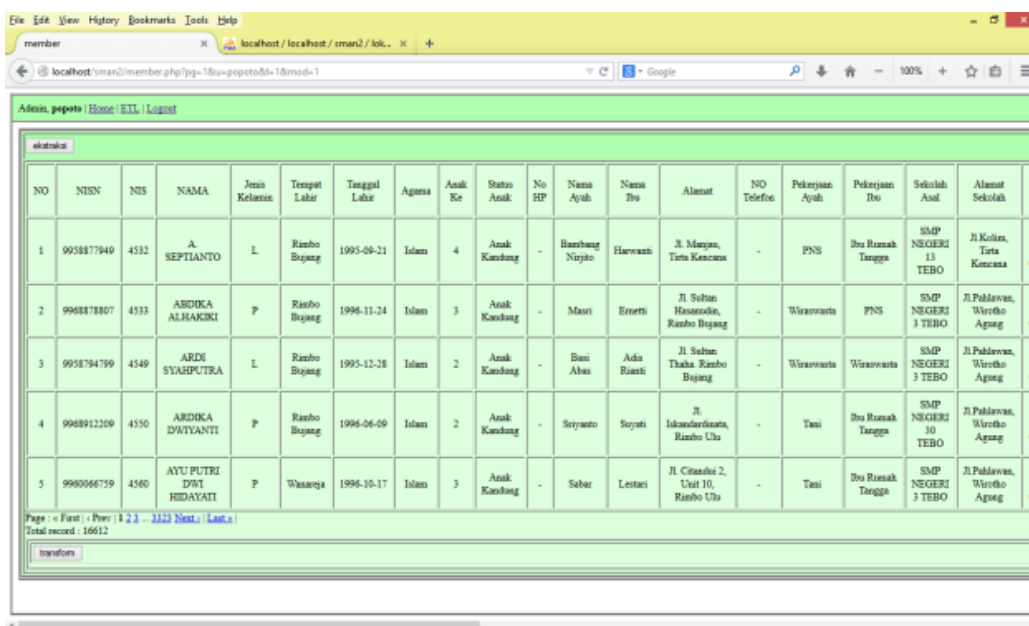 File Edit View History Bookmarks Tools Help
member × localhost / localhost / sman2 / lok... × +
localhost/sman2/member.php?pg=1&u=popoto&l=1&mod=1 Google 100%
Admin, popoto | Home | ETL | Logout
ekstraksi
NO NISN NIS NAMA Jenis Kelamin Tempat Lahir Tanggal Lahir Agama Anak Ke Status Anak No HP Nama Ayah Nama Ibu Alamat NO Telefon Pekerjaan Ayah Pekerjaan Ibu Sekolah Asal Alamat Sekolah
1 9958877949 4532 A. SEPTIANTO L Rimbo Bujang 1995-09-21 Islam 4 Anak Kandung - Bambang Nirjito Harwanti Jl. Manjau, Tirta Kencana - PNS Ibu Rumah Tangga SMP NEGERI 13 TEBO Jl.Kolim, Tirta Kencana
2 9968878807 4533 ABDIKA ALHAKIKI P Rimbo Bujang 1996-11-24 Islam 3 Anak Kandung - Masri Ernetti Jl. Sultan Hasanudin, Rimbo Bujang - Wiraswasta PNS SMP NEGERI 3 TEBO Jl.Pahlawan, Wirotho Agung
3 9958794799 4549 ARDI SYAHPUTRA L Rimbo Bujang 1995-12-28 Islam 2 Anak Kandung - Basi Abas Adia Rianti Jl. Sultan Thaha. Rimbo Bujang - Wiraswasta Wiraswasta SMP NEGERI 3 TEBO Jl.Pahlawan, Wirotho Agung
4 9968912209 4550 ARDIKA DWIYANTI P Rimbo Bujang 1996-06-09 Islam 2 Anak Kandung - Sriyanto Suyati Jl. Iskandardinata, Rimbo Ulu - Tani Ibu Rumah Tangga SMP NEGERI 30 TEBO Jl.Pahlawan, Wirotho Agung
5 9960066759 4560 AYU PUTRI DWI HIDAYATI P Wanareja 1996-10-17 Islam 3 Anak Kandung - Sabar Lestari Jl. Citandui 2, Unit 10, Rimbo Ulu - Tani Ibu Rumah Tangga SMP NEGERI 3 TEBO Jl.Pahlawan, Wirotho Agung
Page : « First | ‹ Prev | 1 2 3 ... 3323 Next › | Last » |
Total record : 16612
transform